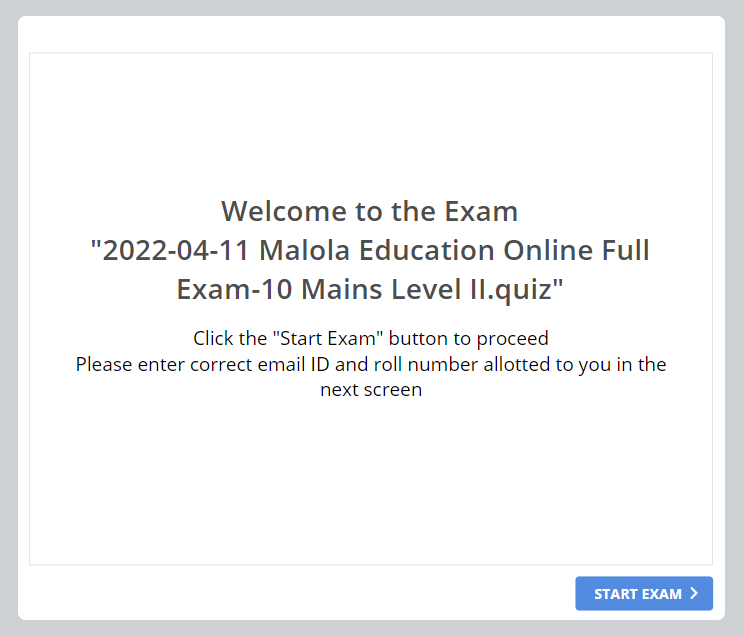 Welcome to the Exam
"2022-04-11 Malola Education Online Full
Exam-10 Mains Level II.quiz"
Click the "Start Exam" button to proceed
Please enter correct email ID and roll number allotted to you in the
next screen
START EXAM